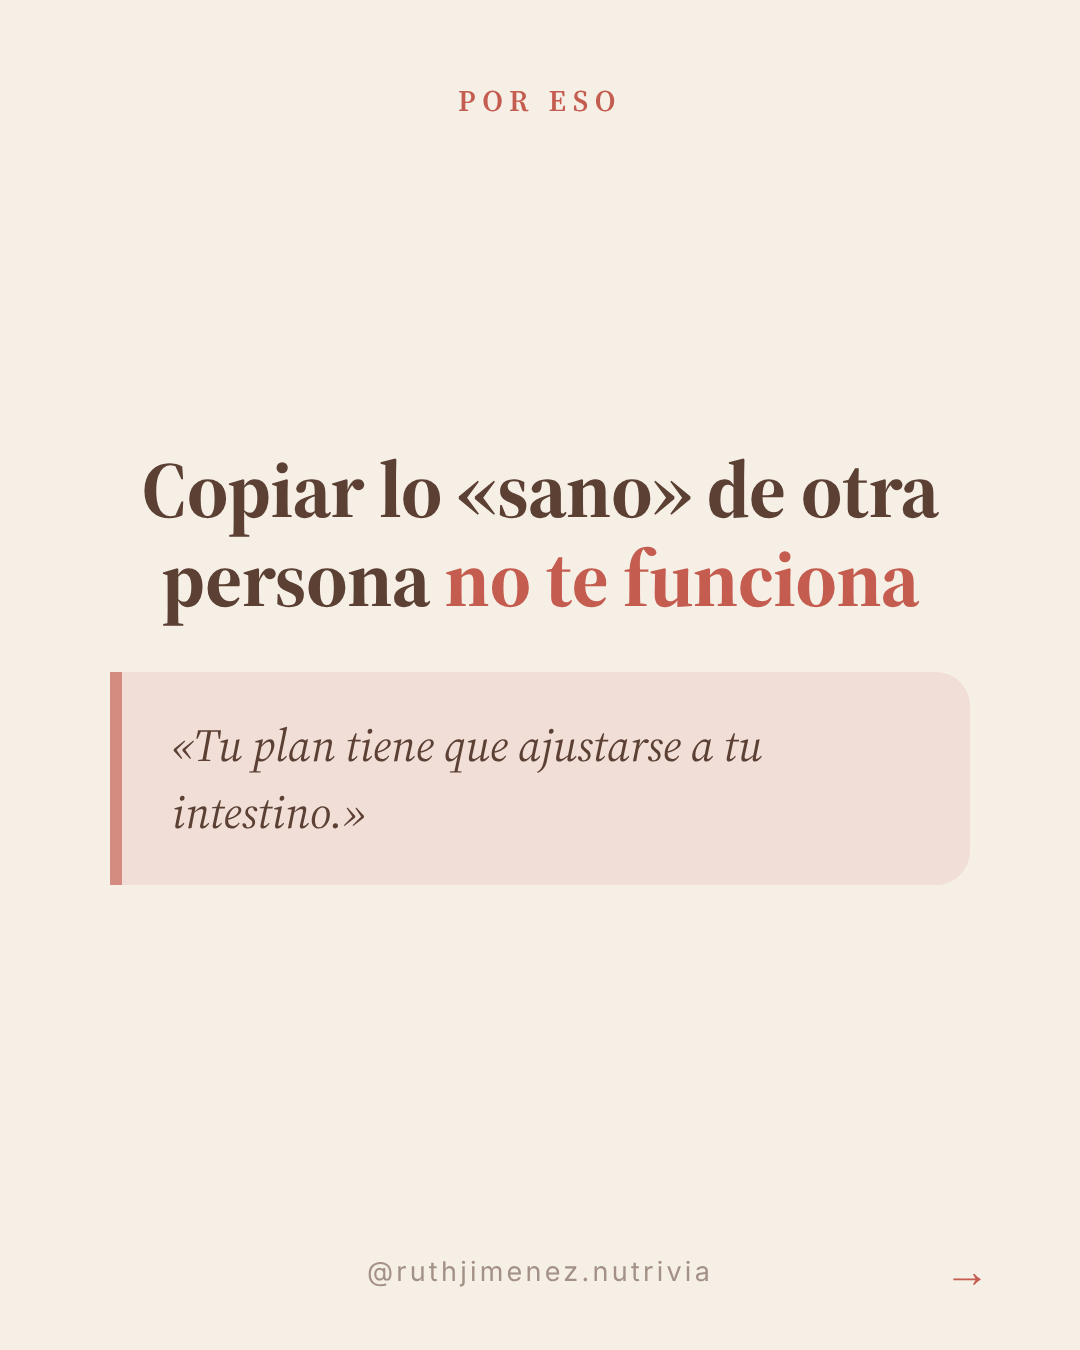 POR ESO
Copiar lo «sano» de otra
persona no te funciona
«Tu plan tiene que ajustarse a tu
intestino.»
@ruthjimenez.nutrivia
→